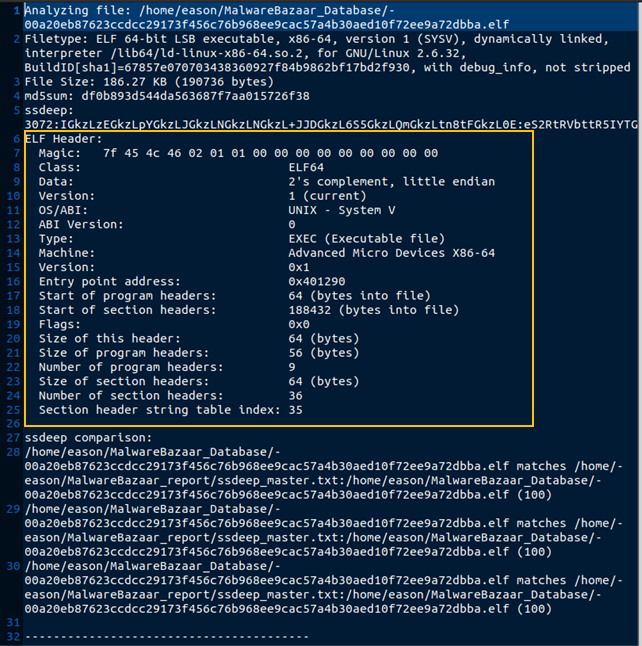 1 Analyzing file: /home/eason/MalwareBazaar_Database/-
00a20eb87623ccdcc29173f456c76b968ee9cac57a4b30aed10f72ee9a72dbba.elf
2 Filetype: ELF 64-bit LSB executable, x86-64, version 1 (SYSV), dynamically linked,
interpreter /lib64/ld-linux-x86-64.so.2, for GNU/Linux 2.6.32,
BuildID[sha1]=67857e070703438360927f84b9862bf17bd2f930, with debug_info, not stripped
3 File Size: 186.27 KB (190736 bytes)
4 md5sum: df0b893d544da563687f7aa015726f38
5 ssdeep:
3072:IGkzLzEGkzLpYGkzLJGkzLNGkzLNGkzL+JJDGkzL6S5GkzLQmGkzLtn8tFGkzL0E:eS2RtRVbttR5IYTG
6 ELF Header:
7 Magic: 7f 45 4c 46 02 01 01 00 00 00 00 00 00 00 00 00
8 Class: ELF64
9 Data: 2's complement, little endian
10 Version: 1 (current)
11 OS/ABI: UNIX - System V
12 ABI Version: 0
13 Type: EXEC (Executable file)
14 Machine: Advanced Micro Devices X86-64
15 Version: 0x1
16 Entry point address: 0x401290
17 Start of program headers: 64 (bytes into file)
18 Start of section headers: 188432 (bytes into file)
19 Flags: 0x0
20 Size of this header: 64 (bytes)
21 Size of program headers: 56 (bytes)
22 Number of program headers: 9
23 Size of section headers: 64 (bytes)
24 Number of section headers: 36
25 Section header string table index: 35
26
27 ssdeep comparison:
28 /home/eason/MalwareBazaar_Database/-
00a20eb87623ccdcc29173f456c76b968ee9cac57a4b30aed10f72ee9a72dbba.elf matches /home/-
eason/MalwareBazaar_report/ssdeep_master.txt:/home/eason/MalwareBazaar_Database/-
00a20eb87623ccdcc29173f456c76b968ee9cac57a4b30aed10f72ee9a72dbba.elf (100)
29 /home/eason/MalwareBazaar_Database/-
00a20eb87623ccdcc29173f456c76b968ee9cac57a4b30aed10f72ee9a72dbba.elf matches /home/-
eason/MalwareBazaar_report/ssdeep_master.txt:/home/eason/MalwareBazaar_Database/-
00a20eb87623ccdcc29173f456c76b968ee9cac57a4b30aed10f72ee9a72dbba.elf (100)
30 /home/eason/MalwareBazaar_Database/-
00a20eb87623ccdcc29173f456c76b968ee9cac57a4b30aed10f72ee9a72dbba.elf matches /home/-
eason/MalwareBazaar_report/ssdeep_master.txt:/home/eason/MalwareBazaar_Database/-
00a20eb87623ccdcc29173f456c76b968ee9cac57a4b30aed10f72ee9a72dbba.elf (100)
31
32 ----------------------------------------